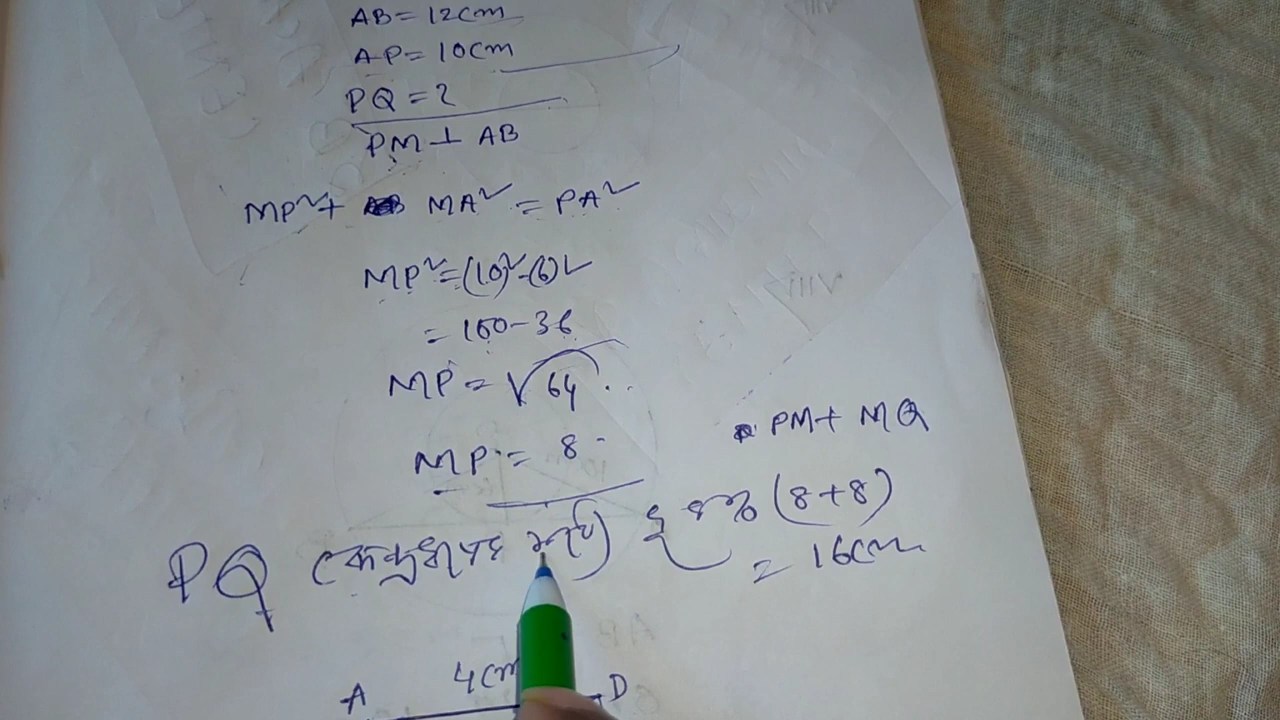 AB = 12cm
AP = 10cm
PQ = ?
PM ⊥ AB
MP² + MA² = PA²
MP² = (10)² - (6)²
= 100 - 36
MP = √64
MP = 8
PM + MQ
PQ (8+8)
= 16cm
A 4cm D